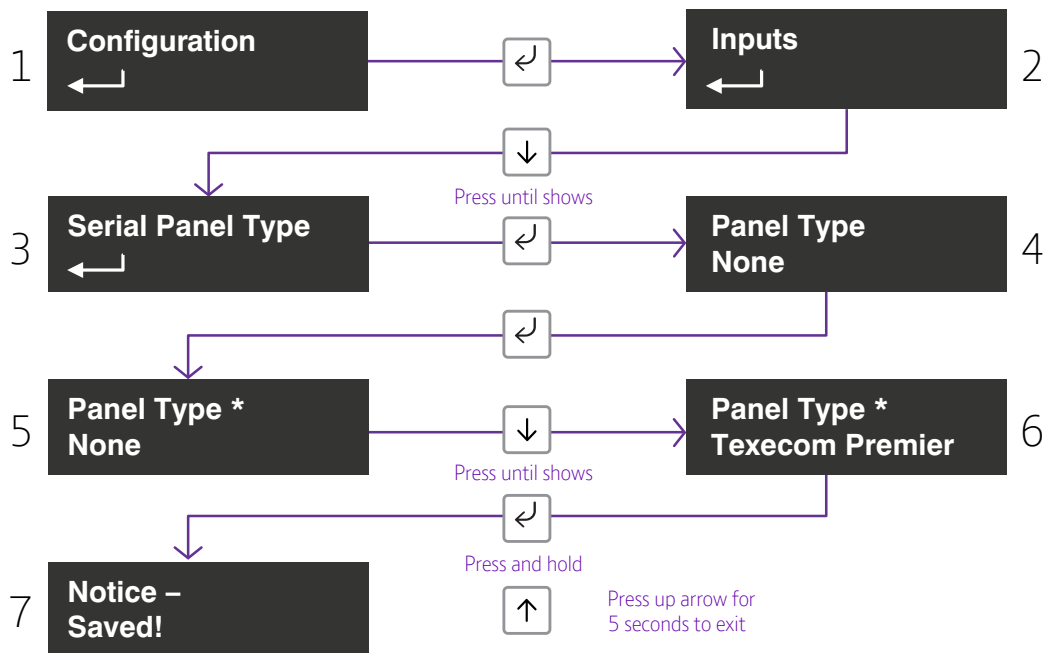 1
Configuration
Inputs
2
Press until shows
3
Serial Panel Type
Panel Type
None
4
5
Panel Type *
None
Press until shows
Panel Type *
Texecom Premier
6
Press and hold
7
Notice –
Saved!
Press up arrow for
5 seconds to exit